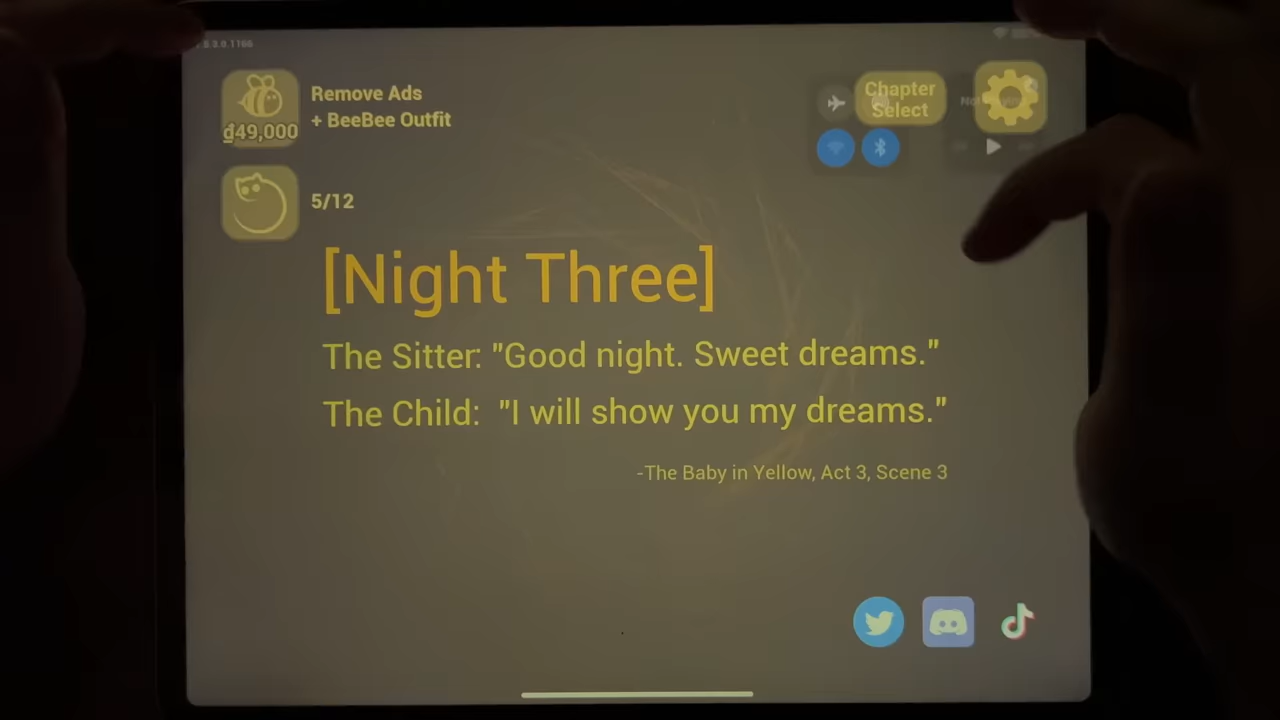 Remove Ads
+ BeeBee Outfit
₫49,000
Chapter
Select
5/12
[Night Three]
The Sitter: "Good night. Sweet dreams."
The Child: "I will show you my dreams."
-The Baby in Yellow, Act 3, Scene 3